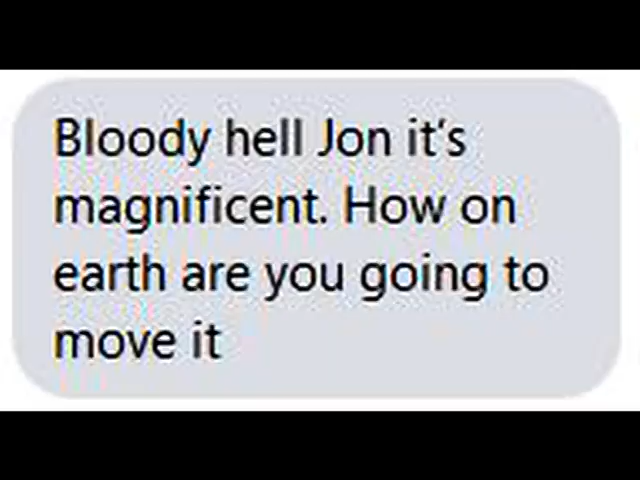 Bloody hell Jon it's
magnificent. How on
earth are you going to
move it